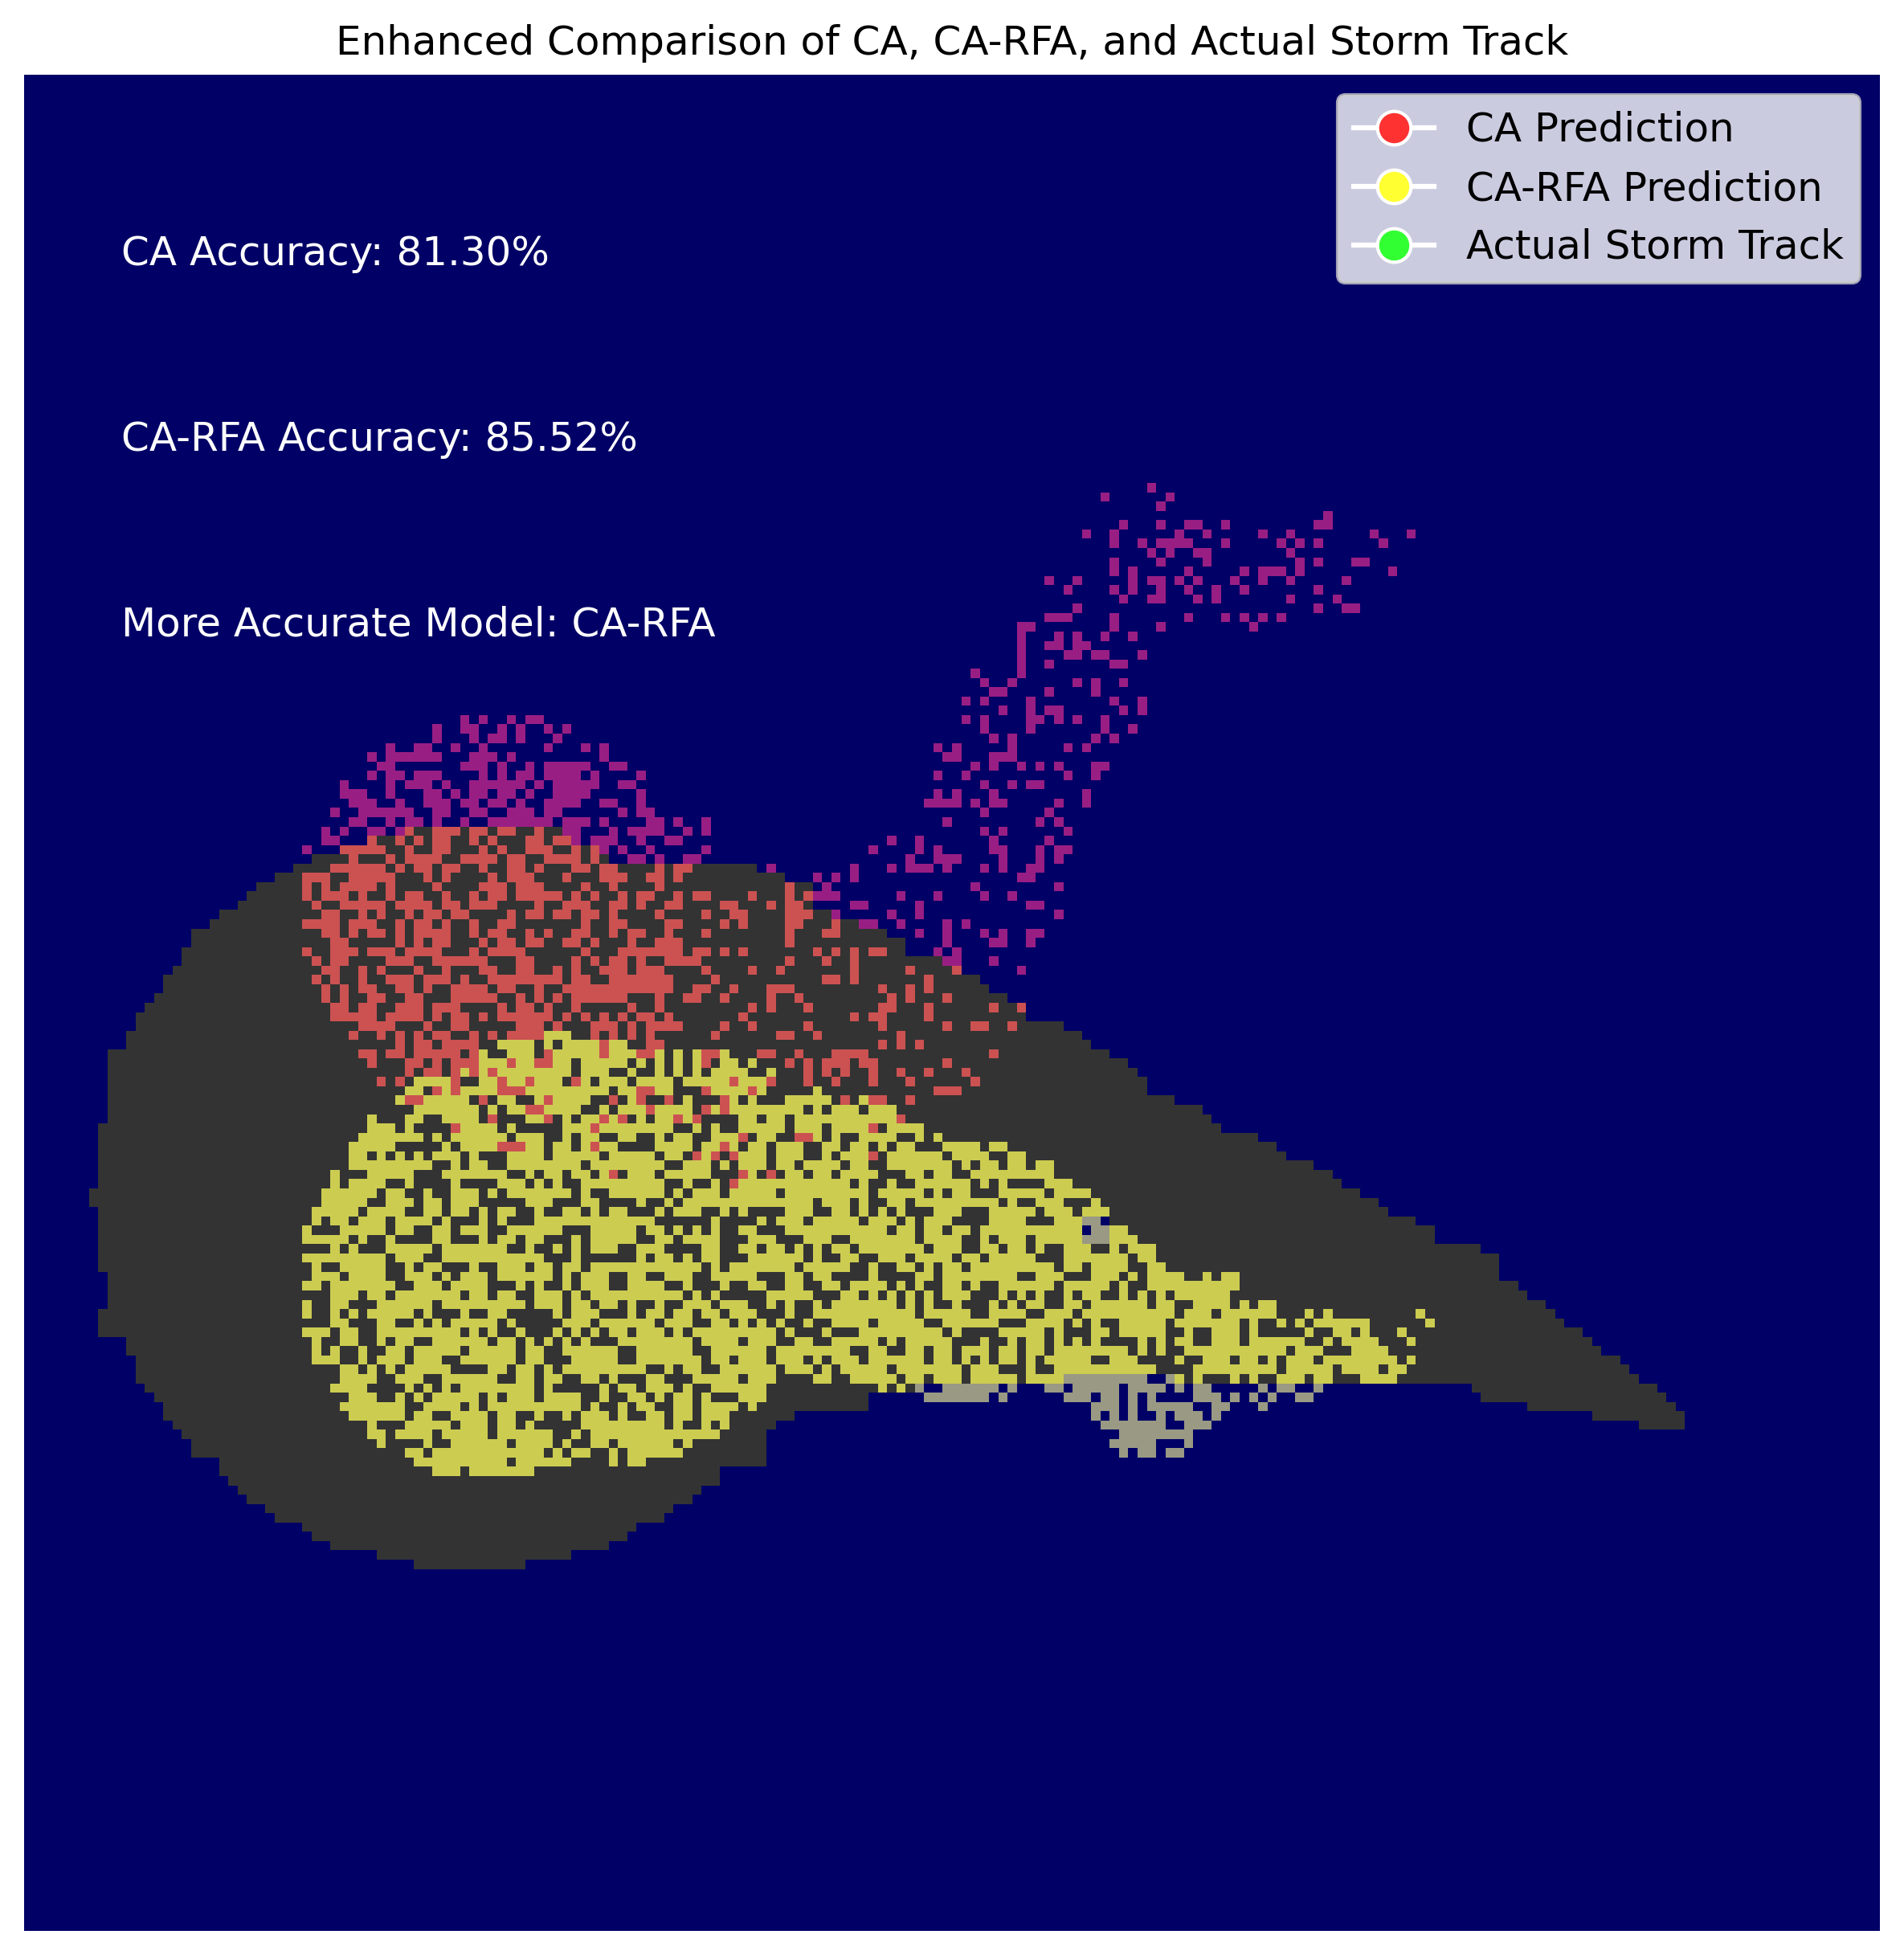 Enhanced Comparison of CA, CA-RFA, and Actual Storm Track
CA Prediction
CA-RFA Prediction
Actual Storm Track
CA Accuracy: 81.30%
CA-RFA Accuracy: 85.52%
More Accurate Model: CA-RFA